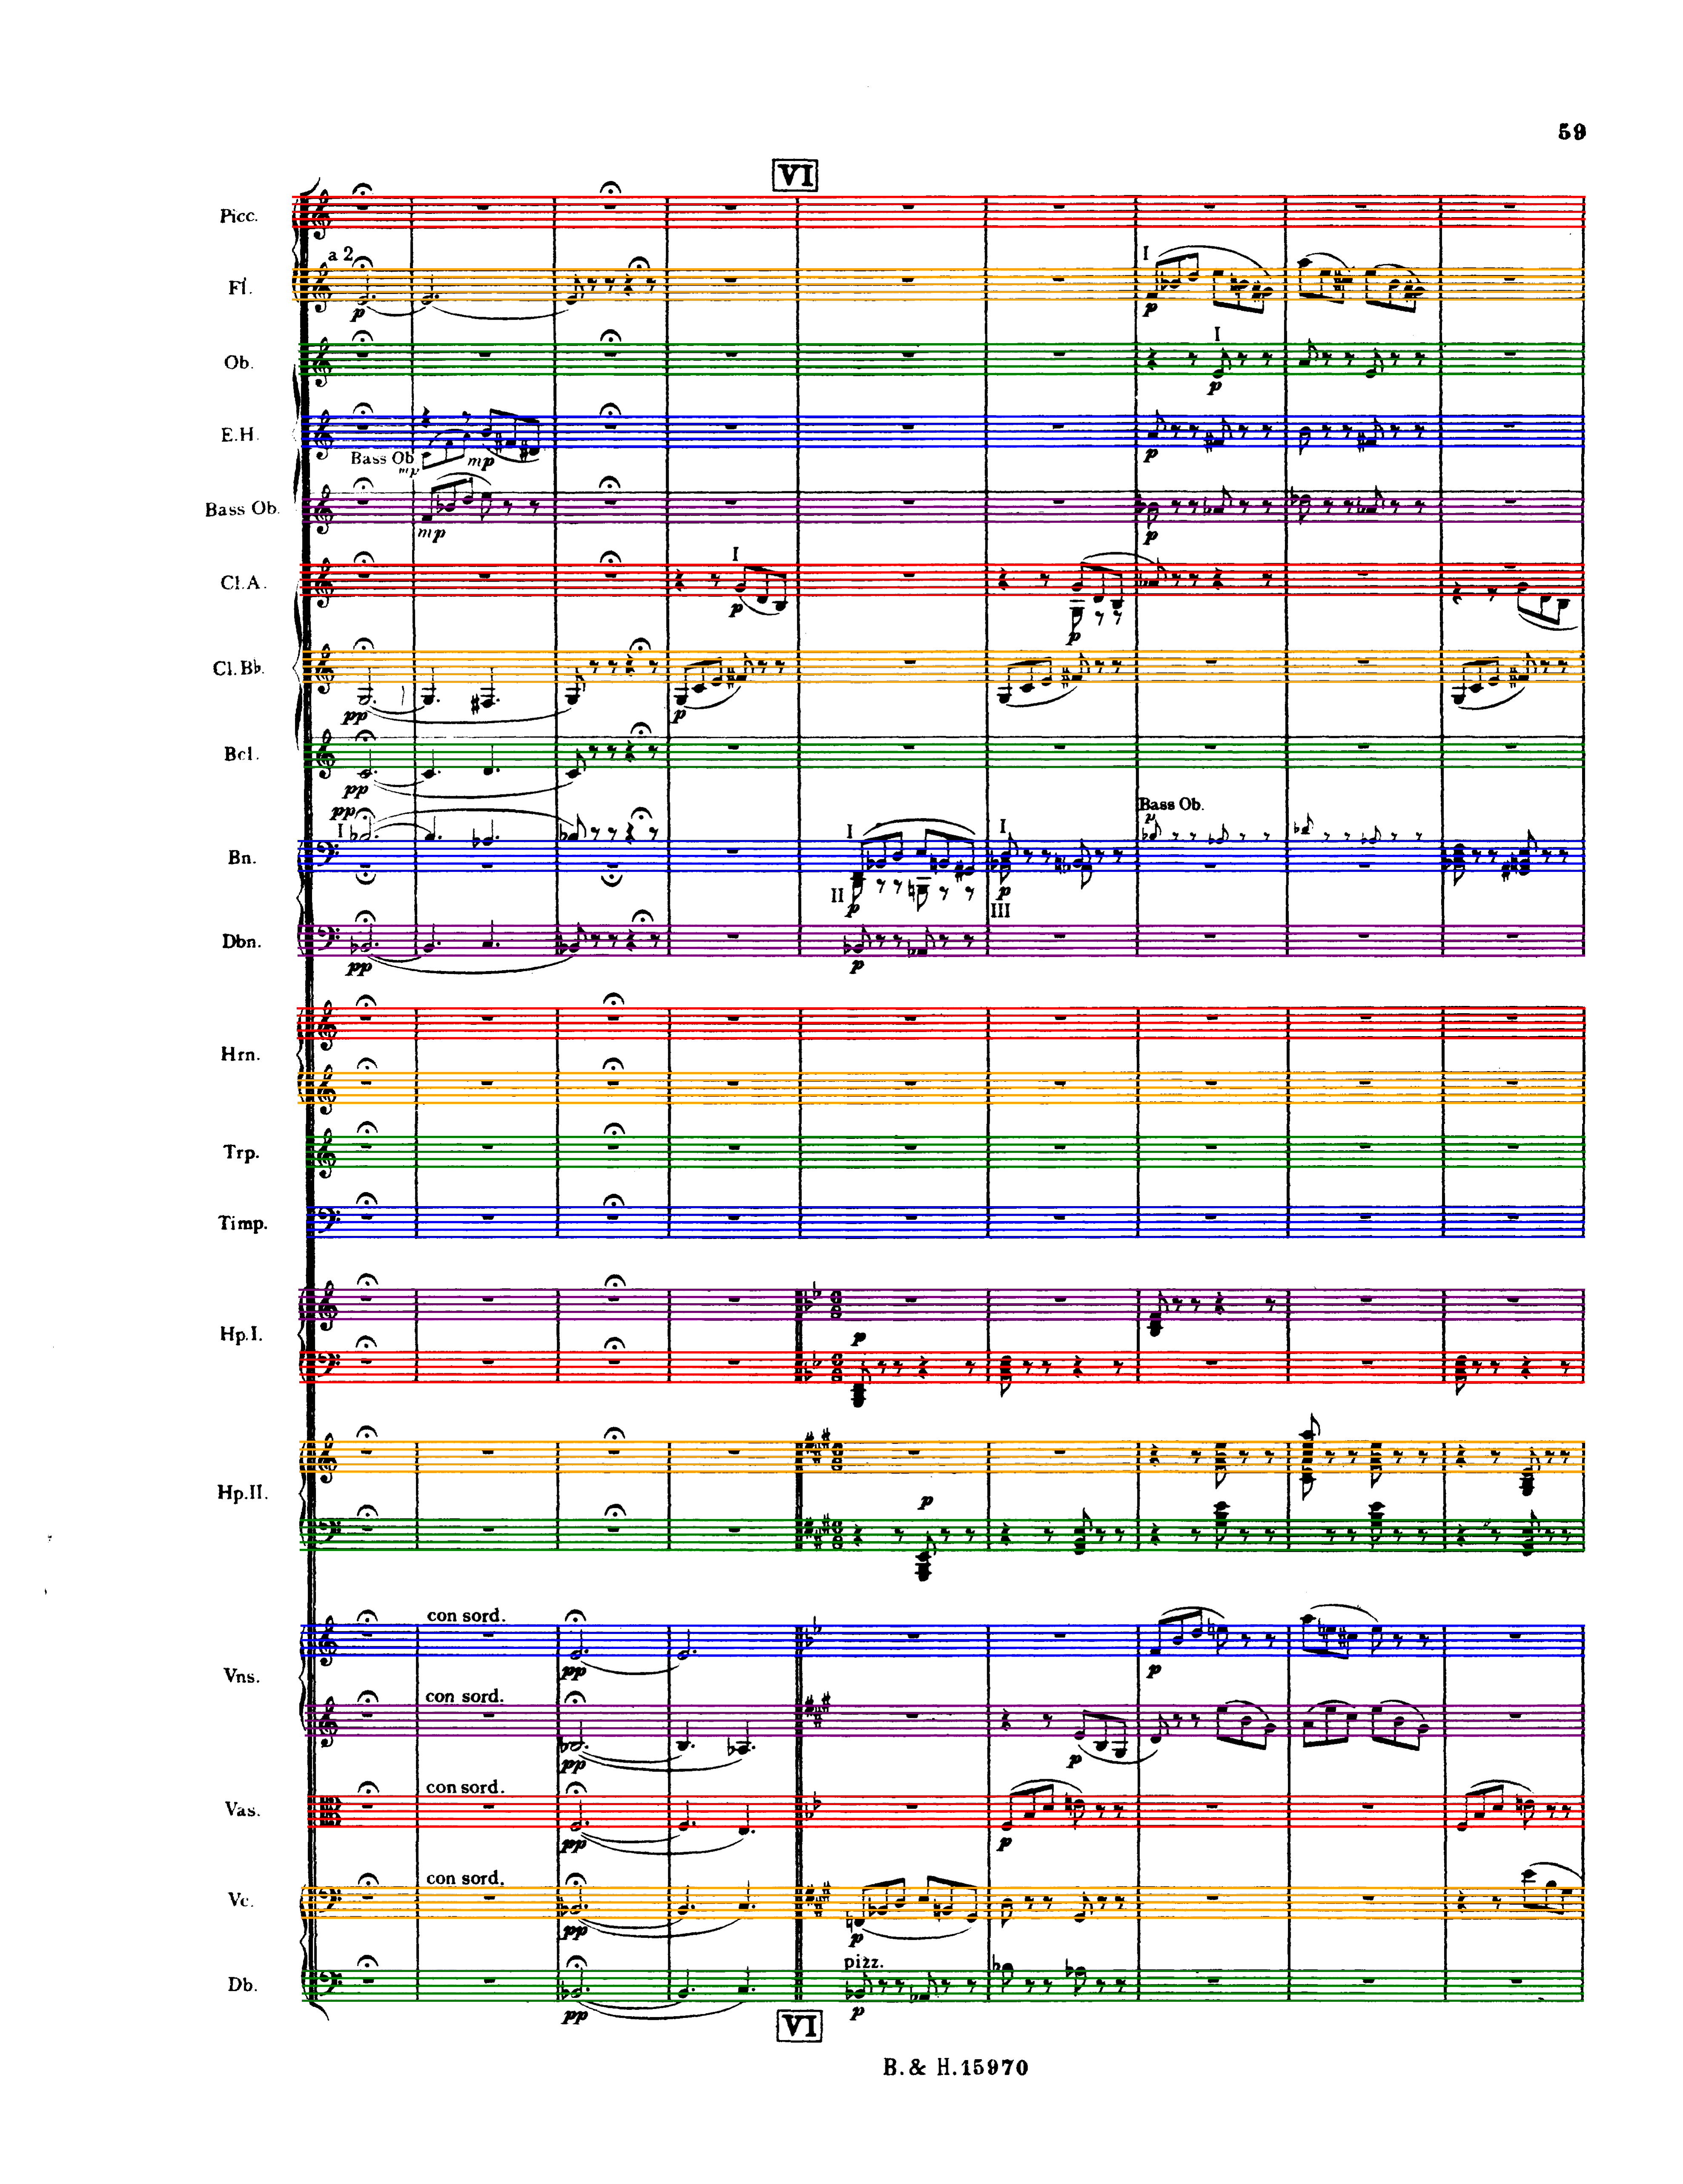 59
VI
Picc.
a 2
Fl.
p
I
p
Ob.
I
p
E.H.
Bass Ob
mp
mp
p
Bass Ob.
mp
p
Cl.A.
I
p
p
Cl.Bb.
pp
p
Bcl.
pp
pp
Bass Ob.
p
I
I
I
Bn.
II
p
p
III
Dbn.
pp
p
Hrn.
Trp.
Timp.
Hp.I.
p
Hp.II.
p
con sord.
pp
p
Vns.
con sord.
pp
p
con sord.
Vas.
pp
p
con sord.
Vc.
pp
p
pizz.
Db.
pp
p
VI
B. & H. 15970